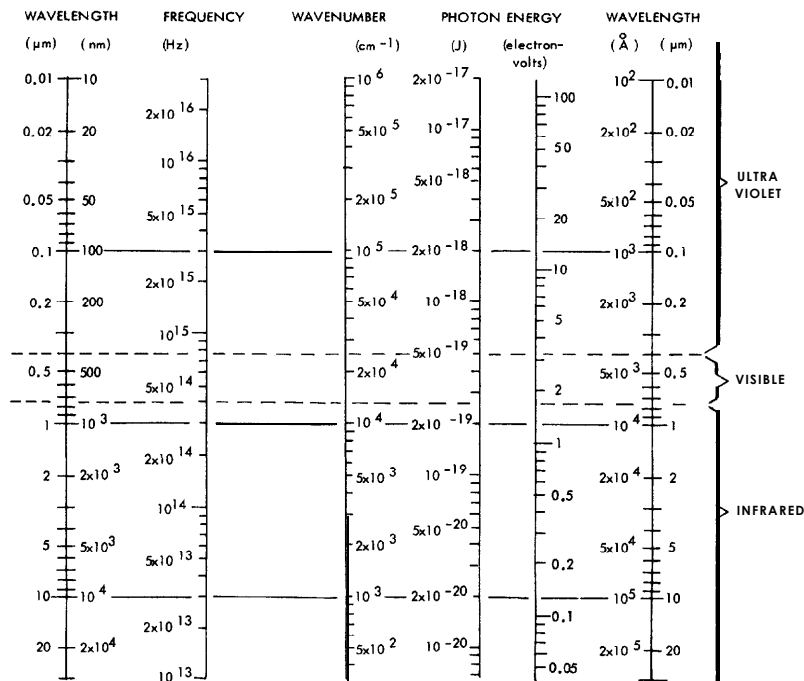 WAVELENGTH FREQUENCY WAVENUMBER PHOTON ENERGY WAVELENGTH
(μm) (nm) (Hz) (cm⁻¹) (J) (electron-volts) (Å) (μm)
0.01 10 10⁶ 2x10⁻¹⁷ 10² 0.01
100
2x10¹⁶
0.02 20 5x10⁵ 10⁻¹⁷ 2x10² 0.02
50
10¹⁶
5x10⁻¹⁸ ULTRA
VIOLET
0.05 50 2x10⁵ 5x10² 0.05
5x10¹⁵ 20
0.1 100 10⁵ 2x10⁻¹⁸ 10³ 0.1
10
2x10¹⁵
0.2 200 5x10⁴ 10⁻¹⁸ 2x10³ 0.2
5
10¹⁵
5x10⁻¹⁹
0.5 500 2x10⁴ 5x10³ 0.5 VISIBLE
5x10¹⁴ 2
1 10³ 10⁴ 2x10⁻¹⁹ 10⁴ 1
1
2x10¹⁴
2 2x10³ 5x10³ 10⁻¹⁹ 2x10⁴ 2
0.5
10¹⁴ INFRARED
5x10⁻²⁰
5 5x10³ 2x10³ 5x10⁴ 5
5x10¹³ 0.2
10 10⁴ 10³ 2x10⁻²⁰ 10⁵ 10
0.1
2x10¹³
20 2x10⁴ 5x10² 10⁻²⁰ 2x10⁵ 20
0.05
10¹³